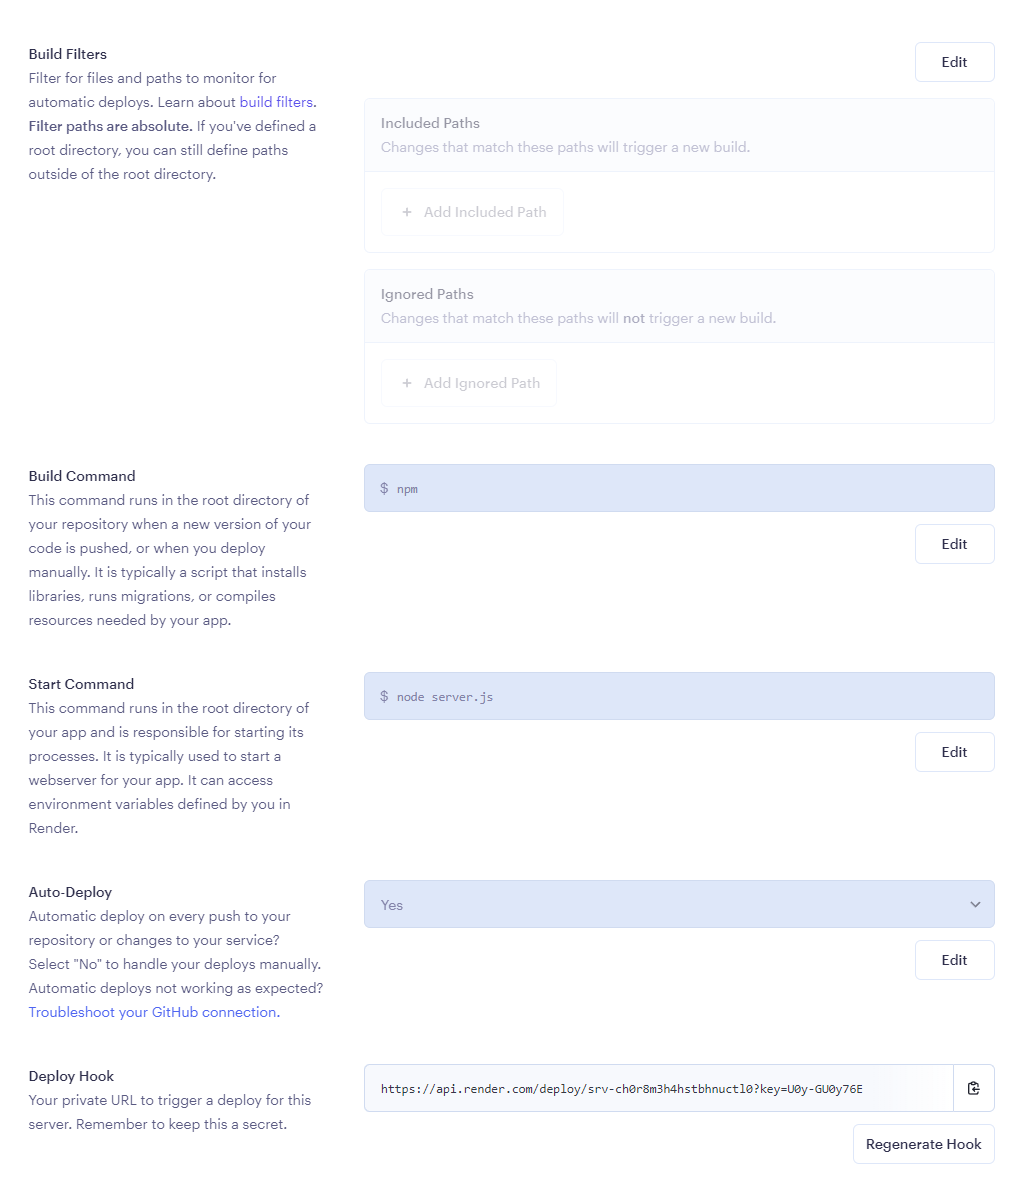 Build Filters
Edit
Filter for files and paths to monitor for
automatic deploys. Learn about build filters.
Filter paths are absolute. If you've defined a
root directory, you can still define paths
outside of the root directory.
Included Paths
Changes that match these paths will trigger a new build.
+ Add Included Path
Ignored Paths
Changes that match these paths will not trigger a new build.
+ Add Ignored Path
Build Command
This command runs in the root directory of
your repository when a new version of your
code is pushed, or when you deploy
manually. It is typically a script that installs
libraries, runs migrations, or compiles
resources needed by your app.
$ npm
Edit
Start Command
This command runs in the root directory of
your app and is responsible for starting its
processes. It is typically used to start a
webserver for your app. It can access
environment variables defined by you in
Render.
$ node server.js
Edit
Auto-Deploy
Automatic deploy on every push to your
repository or changes to your service?
Select "No" to handle your deploys manually.
Automatic deploys not working as expected?
Troubleshoot your GitHub connection.
Yes
Edit
Deploy Hook
Your private URL to trigger a deploy for this
server. Remember to keep this a secret.
https://api.render.com/deploy/srv-ch0r8m3h4hstbhnuctl0?key=U0y-GU0y76E
Regenerate Hook